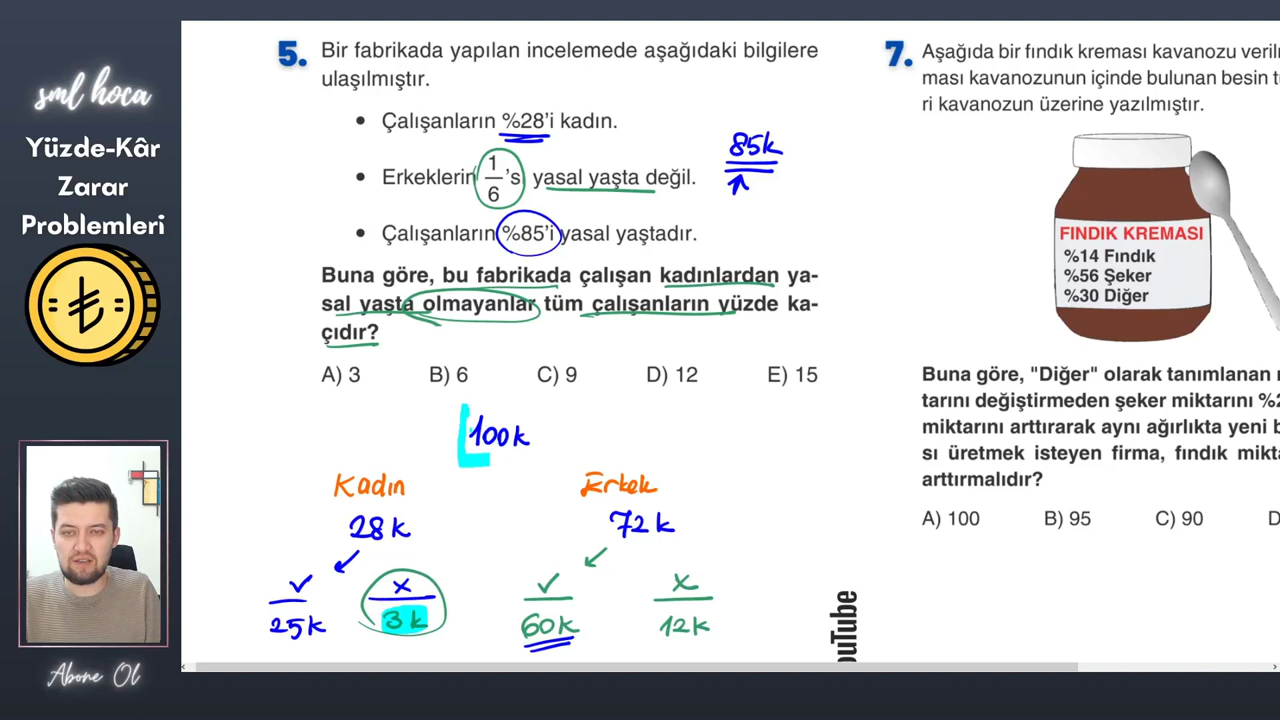 sml hoca
Yüzde-Kâr
Zarar
Problemleri
Abone Ol
5. Bir fabrikada yapılan incelemede aşağıdaki bilgilere
ulaşılmıştır.
• Çalışanların %28'i kadın.
• Erkeklerin 1/6 's yasal yaşta değil.
85k
• Çalışanların %85'i yasal yaştadır.
Buna göre, bu fabrikada çalışan kadınlardan ya-
sal yaşta olmayanlar tüm çalışanların yüzde ka-
çıdır?
A) 3 B) 6 C) 9 D) 12 E) 15
100k
Kadın Erkek
28k 72k
✓ x ✓ x
25k 3k 60k 12k
7. Aşağıda bir fındık kreması kavanozu veril
ması kavanozunun içinde bulunan besin t
ri kavanozun üzerine yazılmıştır.
FINDIK KREMASI
%14 Fındık
%56 Şeker
%30 Diğer
Buna göre, "Diğer" olarak tanımlanan
tarını değiştirmeden şeker miktarını %2
miktarını arttırarak aynı ağırlıkta yeni b
sı üretmek isteyen firma, fındık mikta
arttırmalıdır?
A) 100 B) 95 C) 90 D
ouTube